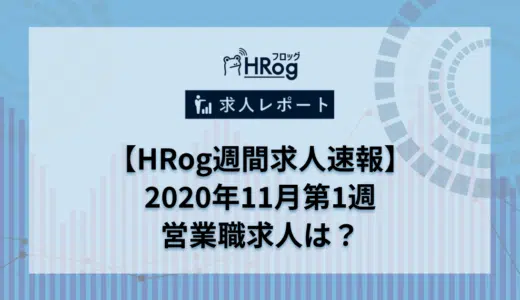 フロッグ
HRog
求人レポート
【HRog週間求人速報】
2020年11月第1週
営業職求人は？